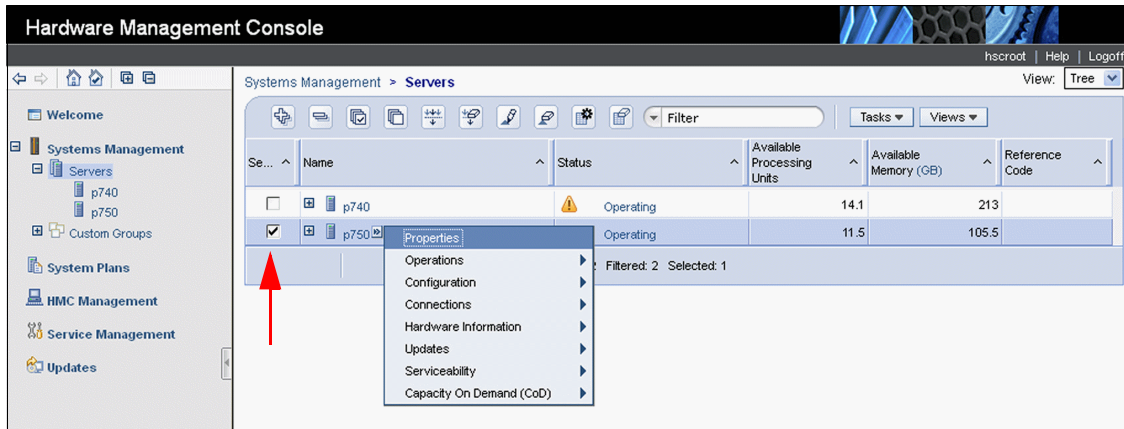 Hardware Management Console
hscroot | Help | Logoff
Systems Management > Servers
View: Tree
Welcome
Systems Management
Servers
p740
p750
Custom Groups
System Plans
HMC Management
Service Management
Updates
Filter
Tasks
Views
Se...
Name
Status
Available
Processing
Units
Available
Memory (GB)
Reference
Code
p740
Operating
14.1
213
p750
Operating
11.5
105.5
Filtered: 2 Selected: 1
Properties
Operations
Configuration
Connections
Hardware Information
Updates
Serviceability
Capacity On Demand (CoD)